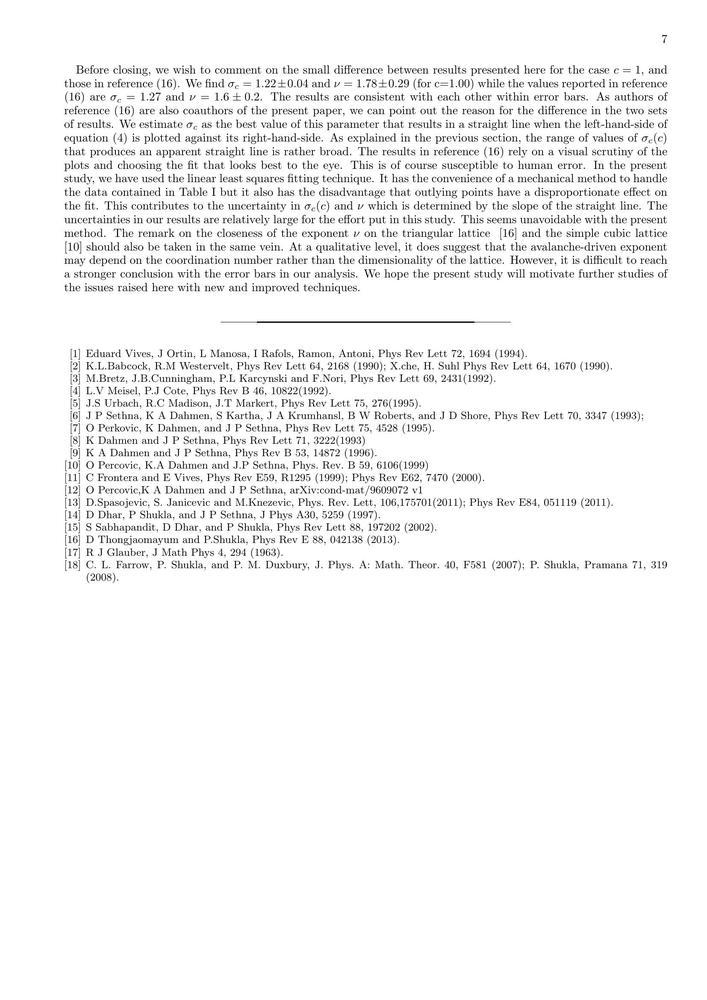 7
Before closing, we wish to comment on the small difference between results presented here for the case c = 1, and
those in reference (16). We find σc = 1.22±0.04 and ν = 1.78±0.29 (for c=1.00) while the values reported in reference
(16) are σc = 1.27 and ν = 1.6 ± 0.2. The results are consistent with each other within error bars. As authors of
reference (16) are also coauthors of the present paper, we can point out the reason for the difference in the two sets
of results. We estimate σc as the best value of this parameter that results in a straight line when the left-hand-side of
equation (4) is plotted against its right-hand-side. As explained in the previous section, the range of values of σc(c)
that produces an apparent straight line is rather broad. The results in reference (16) rely on a visual scrutiny of the
plots and choosing the fit that looks best to the eye. This is of course susceptible to human error. In the present
study, we have used the linear least squares fitting technique. It has the convenience of a mechanical method to handle
the data contained in Table I but it also has the disadvantage that outlying points have a disproportionate effect on
the fit. This contributes to the uncertainty in σc(c) and ν which is determined by the slope of the straight line. The
uncertainties in our results are relatively large for the effort put in this study. This seems unavoidable with the present
method. The remark on the closeness of the exponent ν on the triangular lattice [16] and the simple cubic lattice
[10] should also be taken in the same vein. At a qualitative level, it does suggest that the avalanche-driven exponent
may depend on the coordination number rather than the dimensionality of the lattice. However, it is difficult to reach
a stronger conclusion with the error bars in our analysis. We hope the present study will motivate further studies of
the issues raised here with new and improved techniques.
[1] Eduard Vives, J Ortin, L Manosa, I Rafols, Ramon, Antoni, Phys Rev Lett 72, 1694 (1994).
[2] K.L.Babcock, R.M Westervelt, Phys Rev Lett 64, 2168 (1990); X.che, H. Suhl Phys Rev Lett 64, 1670 (1990).
[3] M.Bretz, J.B.Cunningham, P.L Karcynski and F.Nori, Phys Rev Lett 69, 2431(1992).
[4] L.V Meisel, P.J Cote, Phys Rev B 46, 10822(1992).
[5] J.S Urbach, R.C Madison, J.T Markert, Phys Rev Lett 75, 276(1995).
[6] J P Sethna, K A Dahmen, S Kartha, J A Krumhansl, B W Roberts, and J D Shore, Phys Rev Lett 70, 3347 (1993);
[7] O Perkovic, K Dahmen, and J P Sethna, Phys Rev Lett 75, 4528 (1995).
[8] K Dahmen and J P Sethna, Phys Rev Lett 71, 3222(1993)
[9] K A Dahmen and J P Sethna, Phys Rev B 53, 14872 (1996).
[10] O Percovic, K.A Dahmen and J.P Sethna, Phys. Rev. B 59, 6106(1999)
[11] C Frontera and E Vives, Phys Rev E59, R1295 (1999); Phys Rev E62, 7470 (2000).
[12] O Percovic,K A Dahmen and J P Sethna, arXiv:cond-mat/9609072 v1
[13] D.Spasojevic, S. Janicevic and M.Knezevic, Phys. Rev. Lett, 106,175701(2011); Phys Rev E84, 051119 (2011).
[14] D Dhar, P Shukla, and J P Sethna, J Phys A30, 5259 (1997).
[15] S Sabhapandit, D Dhar, and P Shukla, Phys Rev Lett 88, 197202 (2002).
[16] D Thongjaomayum and P.Shukla, Phys Rev E 88, 042138 (2013).
[17] R J Glauber, J Math Phys 4, 294 (1963).
[18] C. L. Farrow, P. Shukla, and P. M. Duxbury, J. Phys. A: Math. Theor. 40, F581 (2007); P. Shukla, Pramana 71, 319
(2008).